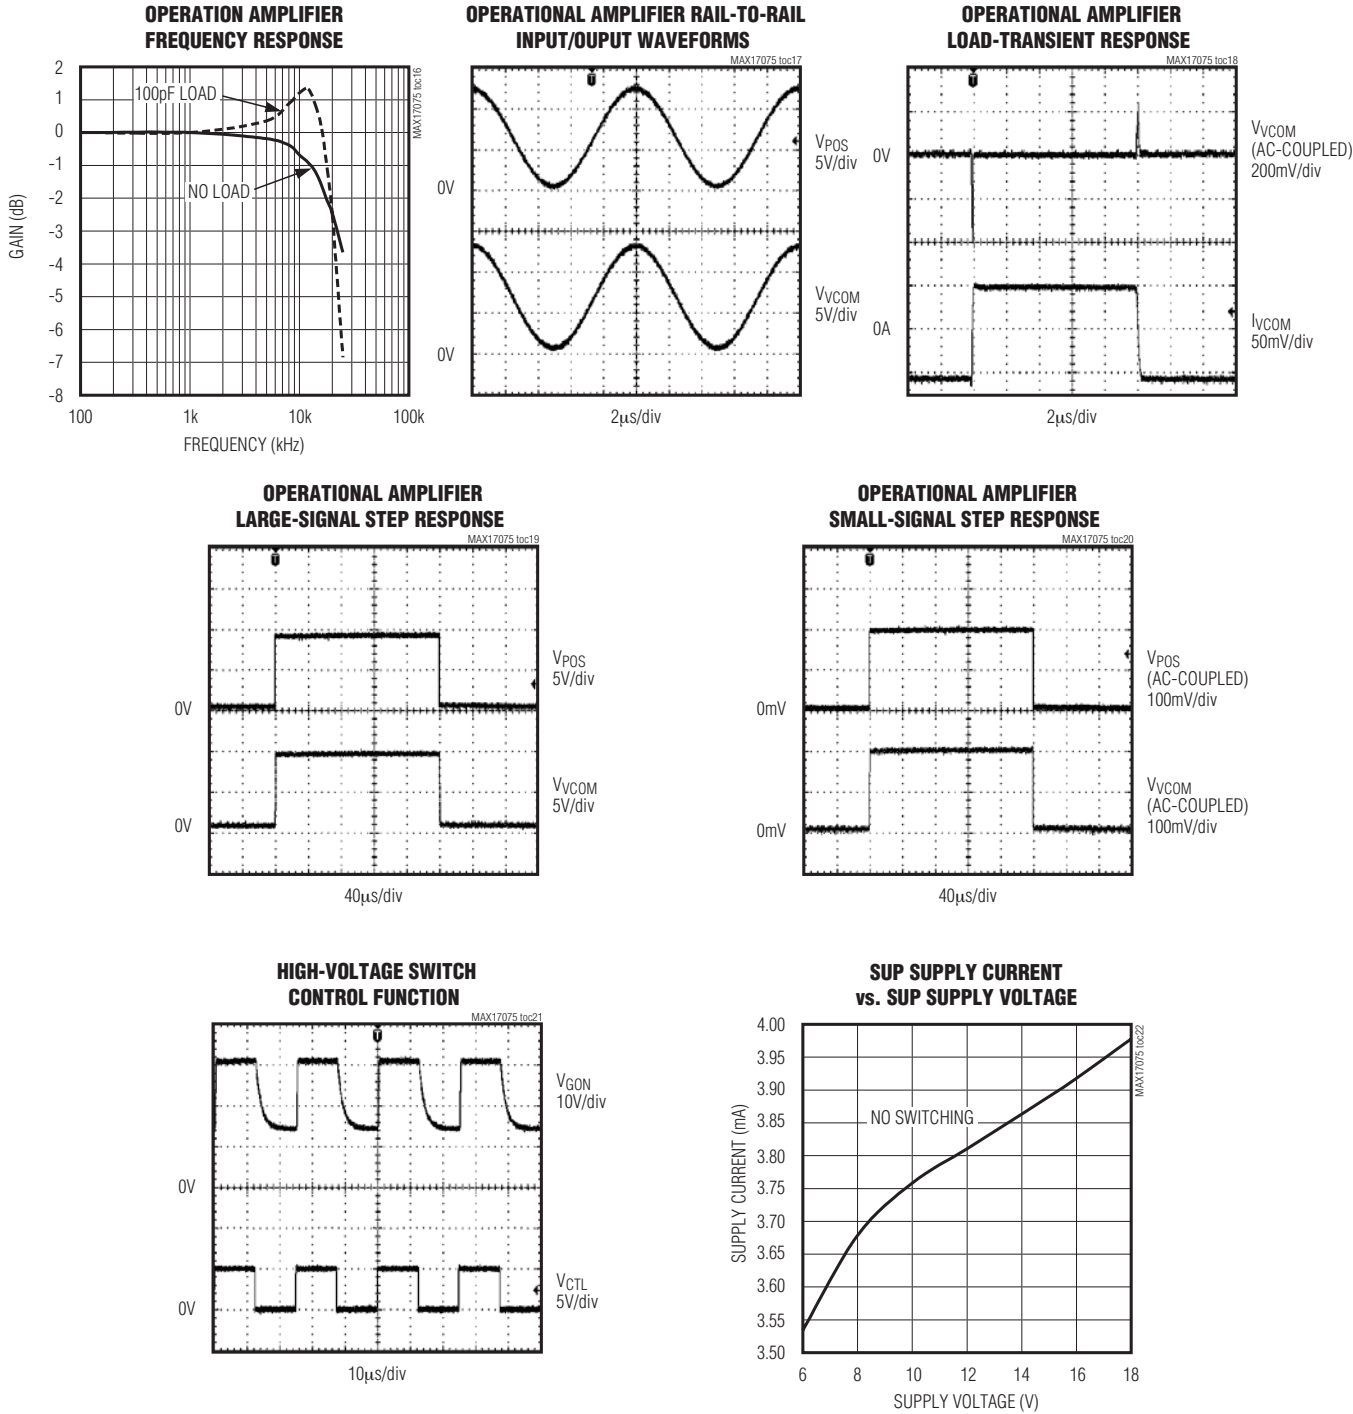 OPERATION AMPLIFIER
FREQUENCY RESPONSE
MAX17075 toc16
2
1
0
-1
-2
-3
-4
-5
-6
-7
-8
GAIN (dB)
100pF LOAD
NO LOAD
100
1k
10k
100k
FREQUENCY (kHz)
OPERATIONAL AMPLIFIER RAIL-TO-RAIL
INPUT/OUPUT WAVEFORMS
MAX17075 toc17
T
0V
0V
VPOS
5V/div
VVCOM
5V/div
2µs/div
OPERATIONAL AMPLIFIER
LOAD-TRANSIENT RESPONSE
MAX17075 toc18
T
0V
0A
VVCOM
(AC-COUPLED)
200mV/div
IVCOM
50mV/div
2µs/div
OPERATIONAL AMPLIFIER
LARGE-SIGNAL STEP RESPONSE
MAX17075 toc19
T
0V
0V
VPOS
5V/div
VVCOM
5V/div
40µs/div
OPERATIONAL AMPLIFIER
SMALL-SIGNAL STEP RESPONSE
MAX17075 toc20
T
0mV
0mV
VPOS
(AC-COUPLED)
100mV/div
VVCOM
(AC-COUPLED)
100mV/div
40µs/div
HIGH-VOLTAGE SWITCH
CONTROL FUNCTION
MAX17075 toc21
T
0V
0V
VGON
10V/div
VCTL
5V/div
10µs/div
SUP SUPPLY CURRENT
vs. SUP SUPPLY VOLTAGE
MAX17075 toc22
4.00
3.95
3.90
3.85
3.80
3.75
3.70
3.65
3.60
3.55
3.50
SUPPLY CURRENT (mA)
NO SWITCHING
6
8
10
12
14
16
18
SUPPLY VOLTAGE (V)